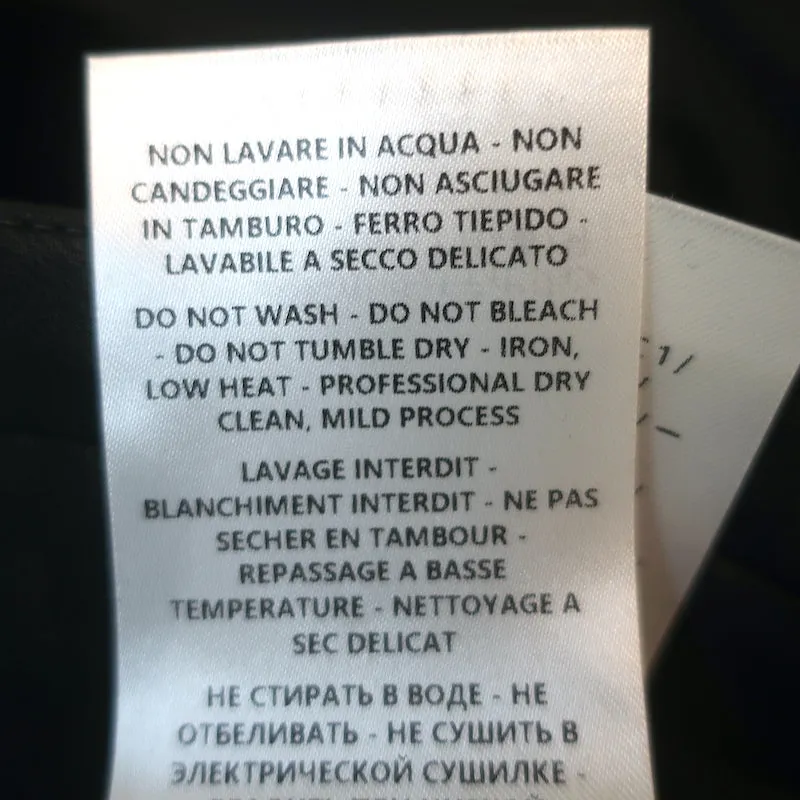 NON LAVARE IN ACQUA - NON
CANDEGGIARE - NON ASCIUGARE
IN TAMBURO - FERRO TIEPIDO -
LAVABILE A SECCO DELICATO
DO NOT WASH - DO NOT BLEACH
- DO NOT TUMBLE DRY - IRON,
LOW HEAT - PROFESSIONAL DRY
CLEAN, MILD PROCESS
LAVAGE INTERDIT -
BLANCHIMENT INTERDIT - NE PAS
SECHER EN TAMBOUR -
REPASSAGE A BASSE
TEMPERATURE - NETTOYAGE A
SEC DELICAT
НЕ СТИРАТЬ В ВОДЕ - НЕ
ОТБЕЛИВАТЬ - НЕ СУШИТЬ В
ЭЛЕКТРИЧЕСКОЙ СУШИЛКЕ -